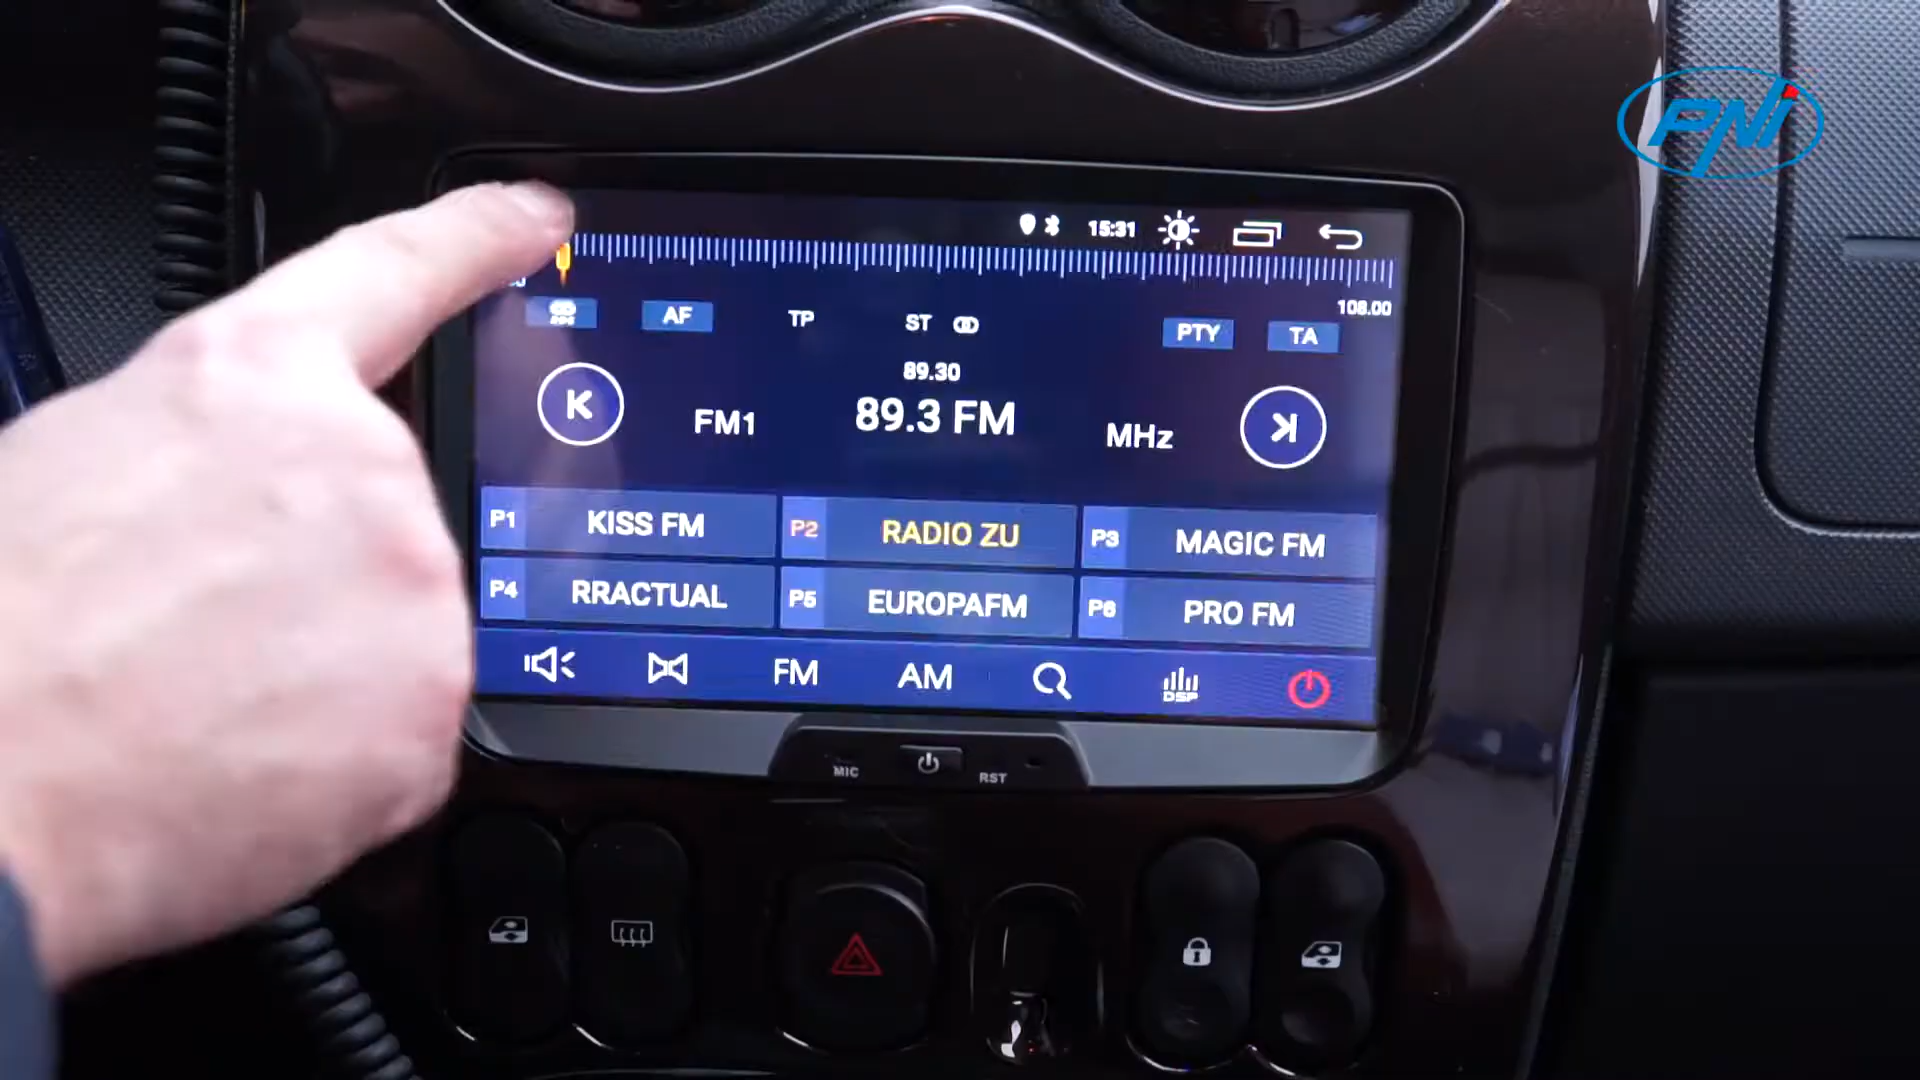 PNI
15:31
108.00
AF TP ST PTY TA
89.30
FM1 89.3 FM MHz
P1 KISS FM P2 RADIO ZU P3 MAGIC FM
P4 RRACTUAL P5 EUROPAFM P6 PRO FM
FM AM DSP
MIC RST